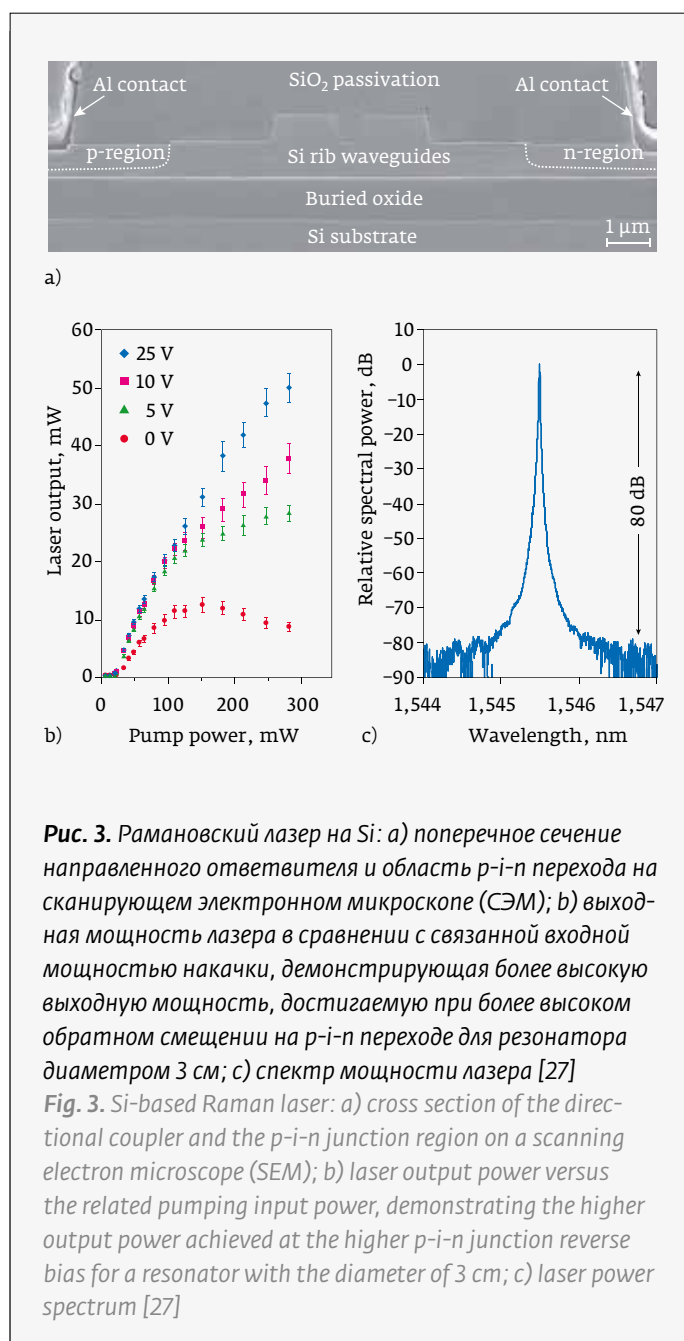 SiO₂ passivation
Al contact
Al contact
p-region
n-region
Si rib waveguides
Buried oxide
Si substrate
1 μm
a)
60
50
40
30
20
10
0
Laser output, mW
25 V
10 V
5 V
0 V
0
100
200
300
b)
Pump power, mW
10
0
−10
−20
−30
−40
−50
−60
−70
−80
−90
Relative spectral power, dB
80 dB
1,544
1,545
1,546
1,547
c)
Wavelength, nm
Рис. 3. Рамановский лазер на Si: a) поперечное сечение
направленного ответвителя и область p-i-n перехода на
сканирующем электронном микроскопе (СЭМ); b) выход-
ная мощность лазера в сравнении с связанной входной
мощностью накачки, демонстрирующая более высокую
выходную мощность, достигаемую при более высоком
обратном смещении на p-i-n переходе для резонатора
диаметром 3 см; c) спектр мощности лазера [27]
Fig. 3. Si-based Raman laser: a) cross section of the direc-
tional coupler and the p-i-n junction region on a scanning
electron microscope (SEM); b) laser output power versus
the related pumping input power, demonstrating the higher
output power achieved at the higher p-i-n junction reverse
bias for a resonator with the diameter of 3 cm; c) laser power
spectrum [27]